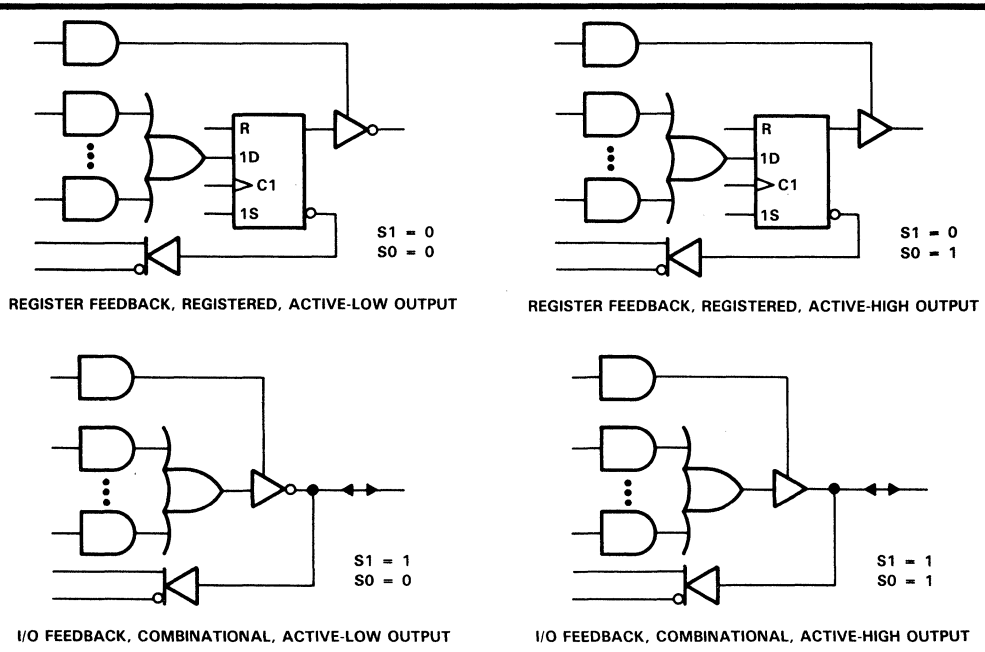 R
1D
C1
1S
S1 = 0
S0 = 0
REGISTER FEEDBACK, REGISTERED, ACTIVE-LOW OUTPUT
R
1D
C1
1S
S1 = 0
S0 = 1
REGISTER FEEDBACK, REGISTERED, ACTIVE-HIGH OUTPUT
S1 = 1
S0 = 0
I/O FEEDBACK, COMBINATIONAL, ACTIVE-LOW OUTPUT
S1 = 1
S0 = 1
I/O FEEDBACK, COMBINATIONAL, ACTIVE-HIGH OUTPUT